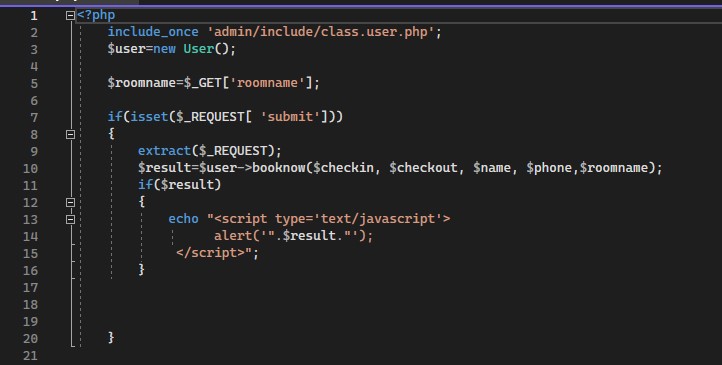 1 <?php
2 include_once 'admin/include/class.user.php';
3 $user=new User();
4
5 $roomname=$_GET['roomname'];
6
7 if(isset($_REQUEST[ 'submit']))
8 {
9 extract($_REQUEST);
10 $result=$user->booknow($checkin, $checkout, $name, $phone,$roomname);
11 if($result)
12 {
13 echo "<script type='text/javascript'>
14 alert('".$result."');
15 </script>";
16 }
17
18
19
20 }
21